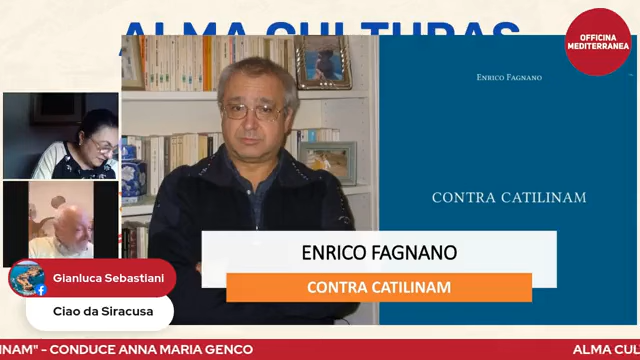 ALMA CULTURAS
OFFICINA
MEDITERRANEA
ENRICO FAGNANO
CONTRA CATILINAM
ENRICO FAGNANO
CONTRA CATILINAM
Gianluca Sebastiani
Ciao da Siracusa
INAM" - CONDUCE ANNA MARIA GENCO
ALMA CUL